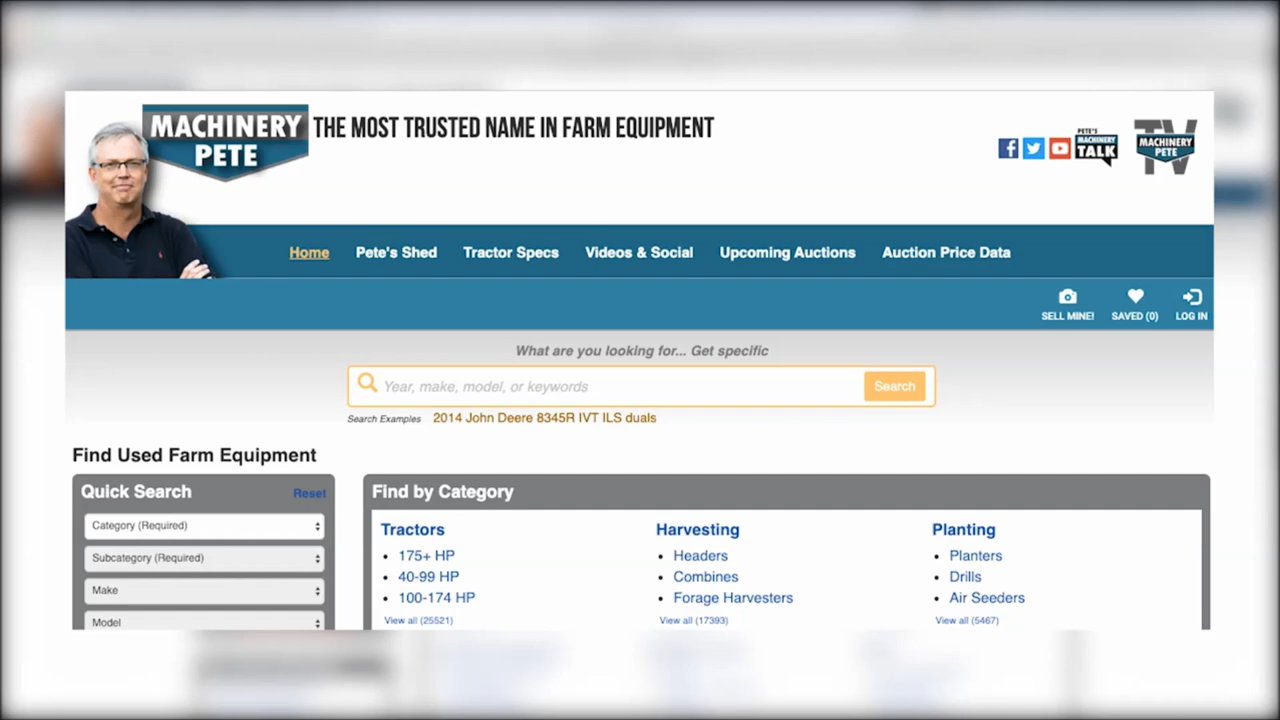 MACHINERY
PETE
THE MOST TRUSTED NAME IN FARM EQUIPMENT
PETE'S
MACHINERY
TALK
TV
MACHINERY
PETE
Home Pete's Shed Tractor Specs Videos & Social Upcoming Auctions Auction Price Data
SELL MINE! SAVED (0) LOG IN
What are you looking for... Get specific
Year, make, model, or keywords Search
Search Examples 2014 John Deere 8345R IVT ILS duals
Find Used Farm Equipment
Quick Search Reset
Category (Required)
Subcategory (Required)
Make
Model
Find by Category
Tractors
175+ HP
40-99 HP
100-174 HP
View all (25521)
Harvesting
Headers
Combines
Forage Harvesters
View all (17393)
Planting
Planters
Drills
Air Seeders
View all (5467)